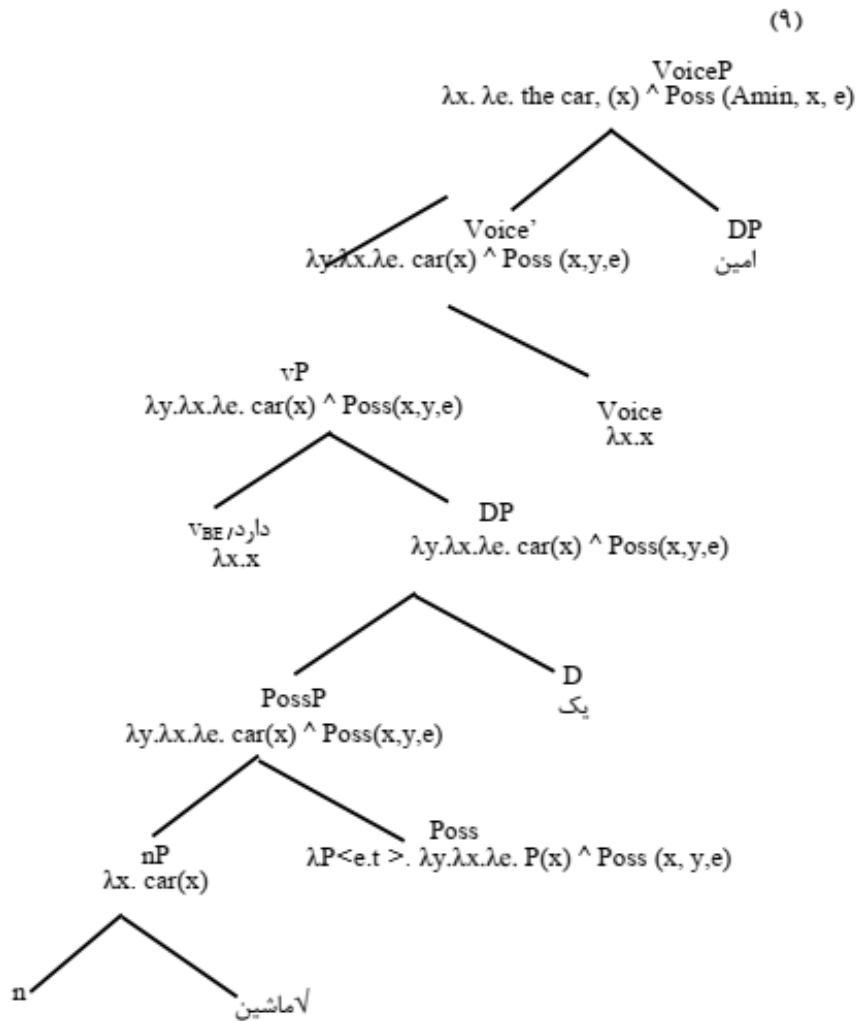 (۹)
VoiceP
λx. λe. the car, (x) ^ Poss (Amin, x, e)
Voice’ DP
λy.λx.λe. car(x) ^ Poss (x,y,e) امین
vP
λy.λx.λe. car(x) ^ Poss(x,y,e)
Voice
λx.x
vBE/دارد DP
λx.x λy.λx.λe. car(x) ^ Poss(x,y,e)
PossP D
λy.λx.λe. car(x) ^ Poss(x,y,e) یک
nP Poss
λx. car(x) λP<e.t >. λy.λx.λe. P(x) ^ Poss (x, y,e)
n √ماشین